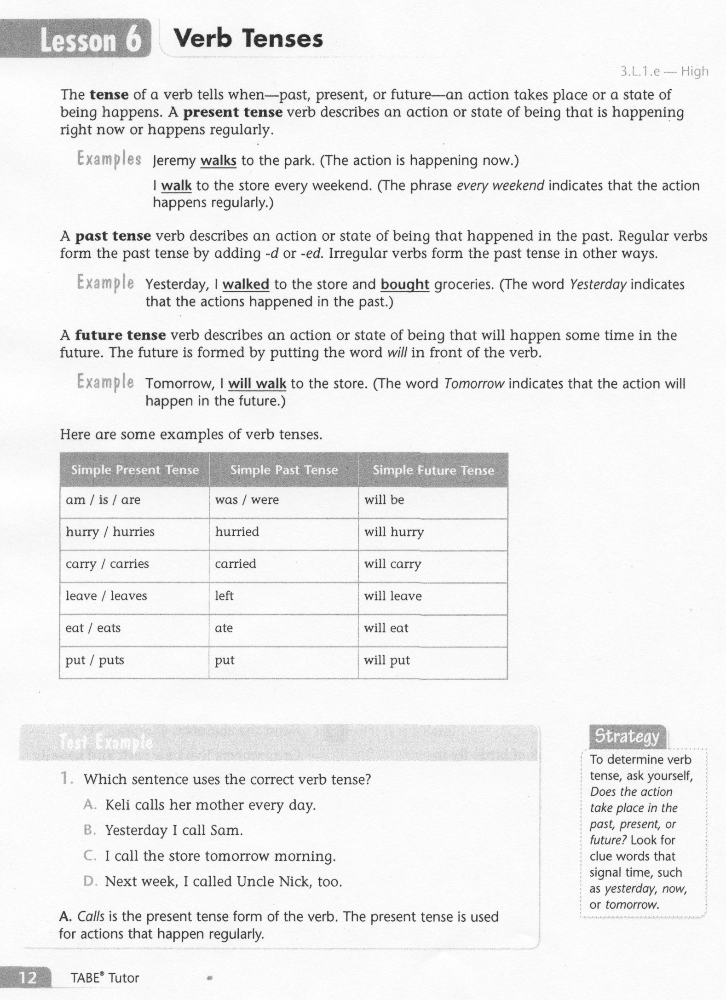 Lesson 6 Verb Tenses
3.L.1.e — High
The tense of a verb tells when—past, present, or future—an action takes place or a state of
being happens. A present tense verb describes an action or state of being that is happening
right now or happens regularly.
Examples Jeremy walks to the park. (The action is happening now.)
I walk to the store every weekend. (The phrase every weekend indicates that the action
happens regularly.)
A past tense verb describes an action or state of being that happened in the past. Regular verbs
form the past tense by adding -d or -ed. Irregular verbs form the past tense in other ways.
Example Yesterday, I walked to the store and bought groceries. (The word Yesterday indicates
that the actions happened in the past.)
A future tense verb describes an action or state of being that will happen some time in the
future. The future is formed by putting the word will in front of the verb.
Example Tomorrow, I will walk to the store. (The word Tomorrow indicates that the action will
happen in the future.)
Here are some examples of verb tenses.
Simple Present Tense Simple Past Tense Simple Future Tense
am / is / are was / were will be
hurry / hurries hurried will hurry
carry / carries carried will carry
leave / leaves left will leave
eat / eats ate will eat
put / puts put will put
Test Example
1. Which sentence uses the correct verb tense?
A. Keli calls her mother every day.
B. Yesterday I call Sam.
C. I call the store tomorrow morning.
D. Next week, I called Uncle Nick, too.
A. Calls is the present tense form of the verb. The present tense is used
for actions that happen regularly.
Strategy
To determine verb
tense, ask yourself,
Does the action
take place in the
past, present, or
future? Look for
clue words that
signal time, such
as yesterday, now,
or tomorrow.
12 TABE® Tutor